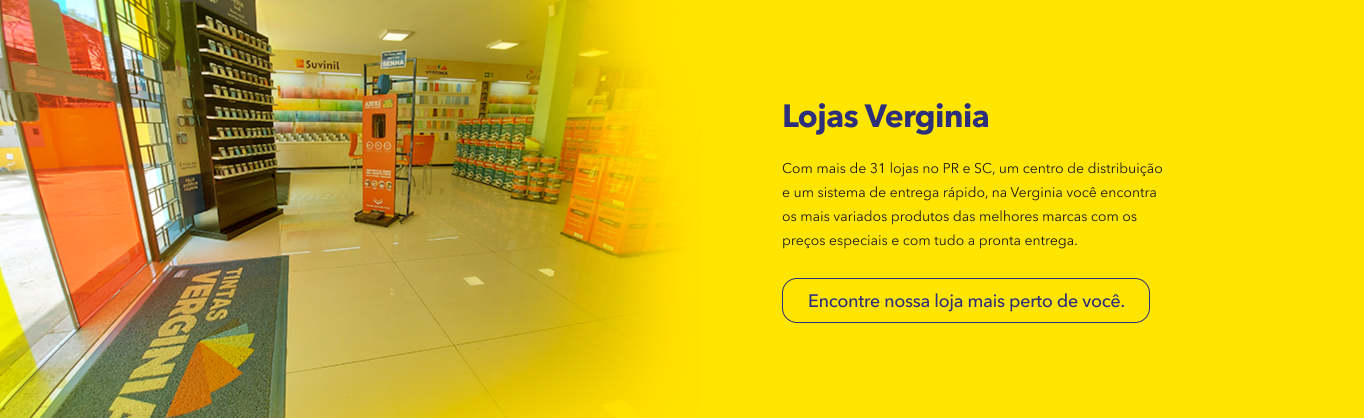 Suvinil
SENHA
TINTAS
VERGINIA
Lojas Verginia
Com mais de 31 lojas no PR e SC, um centro de distribuição
e um sistema de entrega rápido, na Verginia você encontra
os mais variados produtos das melhores marcas com os
preços especiais e com tudo a pronta entrega.
Encontre nossa loja mais perto de você.